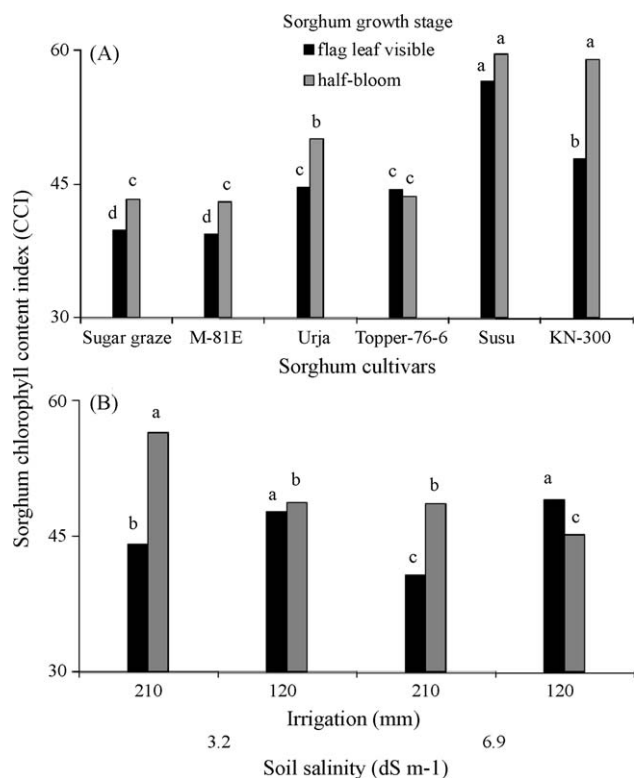 Sorghum growth stage
(A)
flag leaf visible
half-bloom
Sorghum chlorophyll content index (CCI)
60
45
30
d c d c c b c c a a b a
Sugar graze M-81E Urja Topper-76-6 Susu KN-300
Sorghum cultivars
(B)
60
45
30
b a a b c b a c
210 120 210 120
Irrigation (mm)
3.2 6.9
Soil salinity (dS m-1)